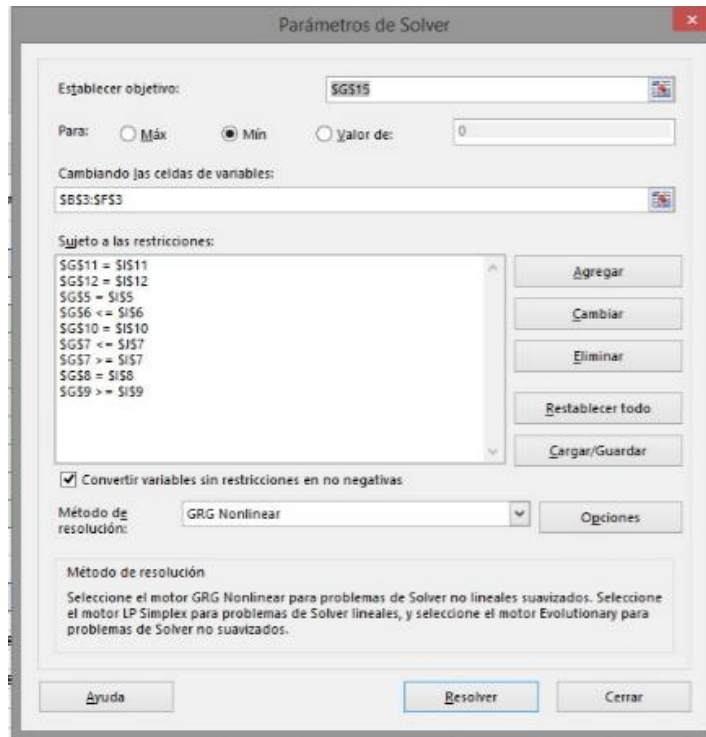 Parámetros de Solver
Establecer objetivo:
$G$15
Para:
Máx
Mín
Valor de:
0
Cambiando las celdas de variables:
$B$3:$F$3
Sujeto a las restricciones:
$G$11 = $I$11
$G$12 = $I$12
$G$5 = $I$5
$G$6 <= $I$6
$G$10 = $I$10
$G$7 <= $J$7
$G$7 >= $I$7
$G$8 = $I$8
$G$9 >= $I$9
Agregar
Cambiar
Eliminar
Restablecer todo
Cargar/Guardar
Convertir variables sin restricciones en no negativas
Método de
resolución:
GRG Nonlinear
Opciones
Método de resolución
Seleccione el motor GRG Nonlinear para problemas de Solver no lineales suavizados. Seleccione
el motor LP Simplex para problemas de Solver lineales, y seleccione el motor Evolutionary para
problemas de Solver no suavizados.
Ayuda
Resolver
Cerrar